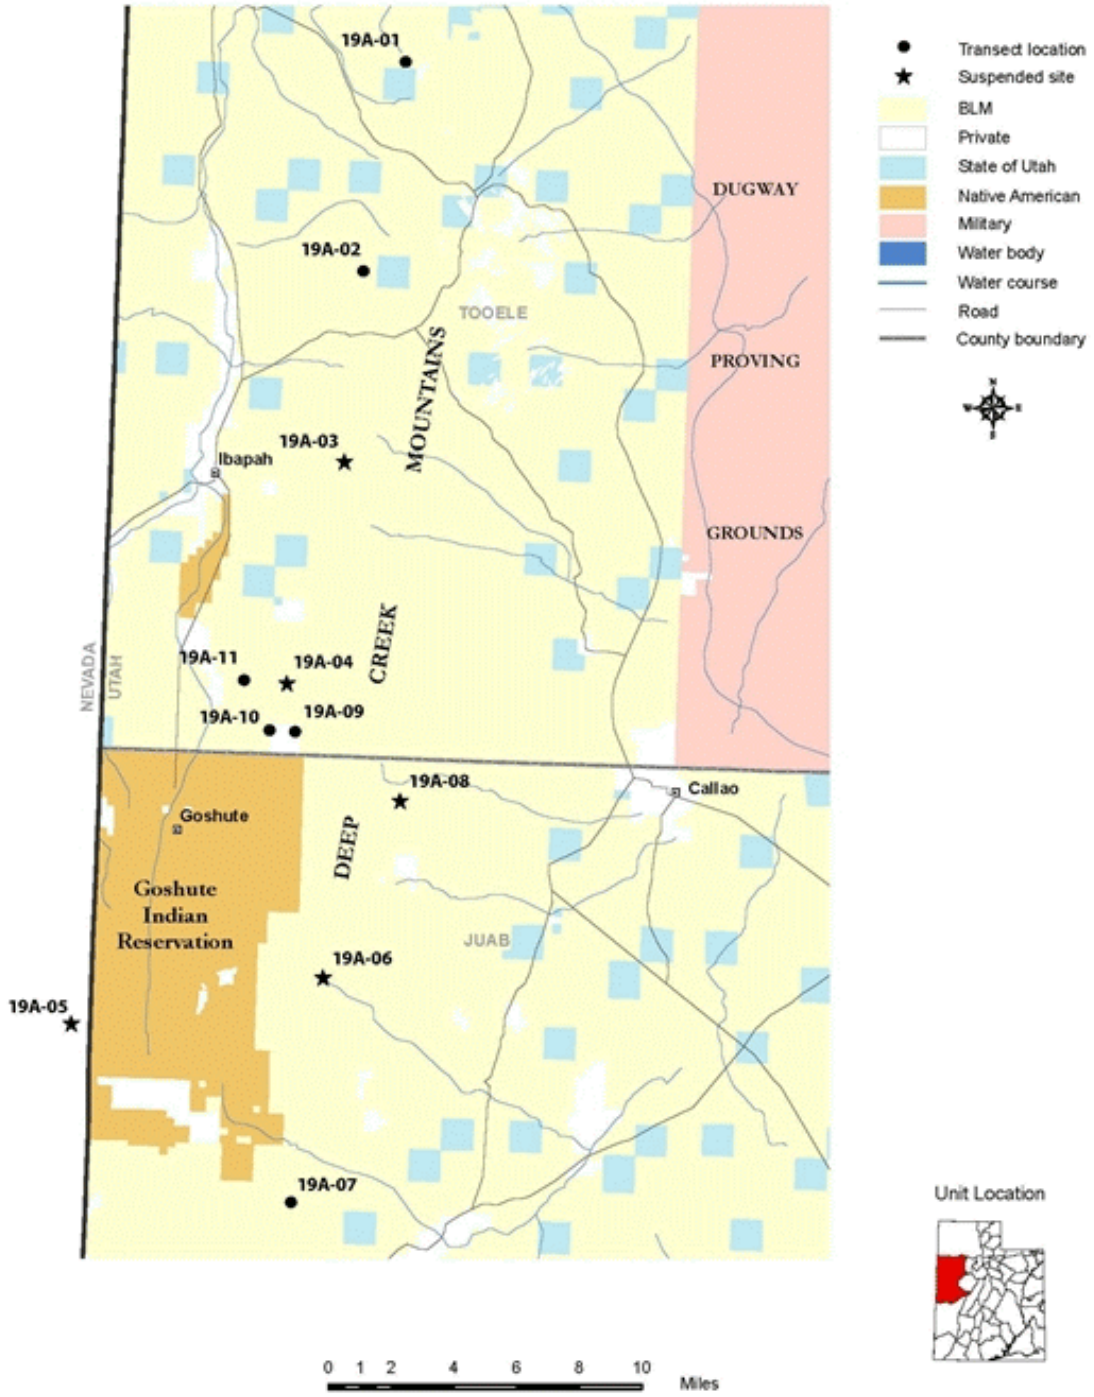 19A-01
Transect location
Suspended site
BLM
Private
State of Utah
Native American
Military
Water body
Water course
Road
County boundary
N
W
E
S
DUGWAY
19A-02
TOOELE
PROVING
MOUNTAINS
19A-03
Ibapah
GROUNDS
CREEK
19A-11
19A-04
NEVADA
UTAH
19A-10
19A-09
19A-08
Callao
Goshute
DEEP
Goshute
Indian
Reservation
JUAB
19A-06
19A-05
19A-07
Unit Location
0 1 2 4 6 8 10
Miles